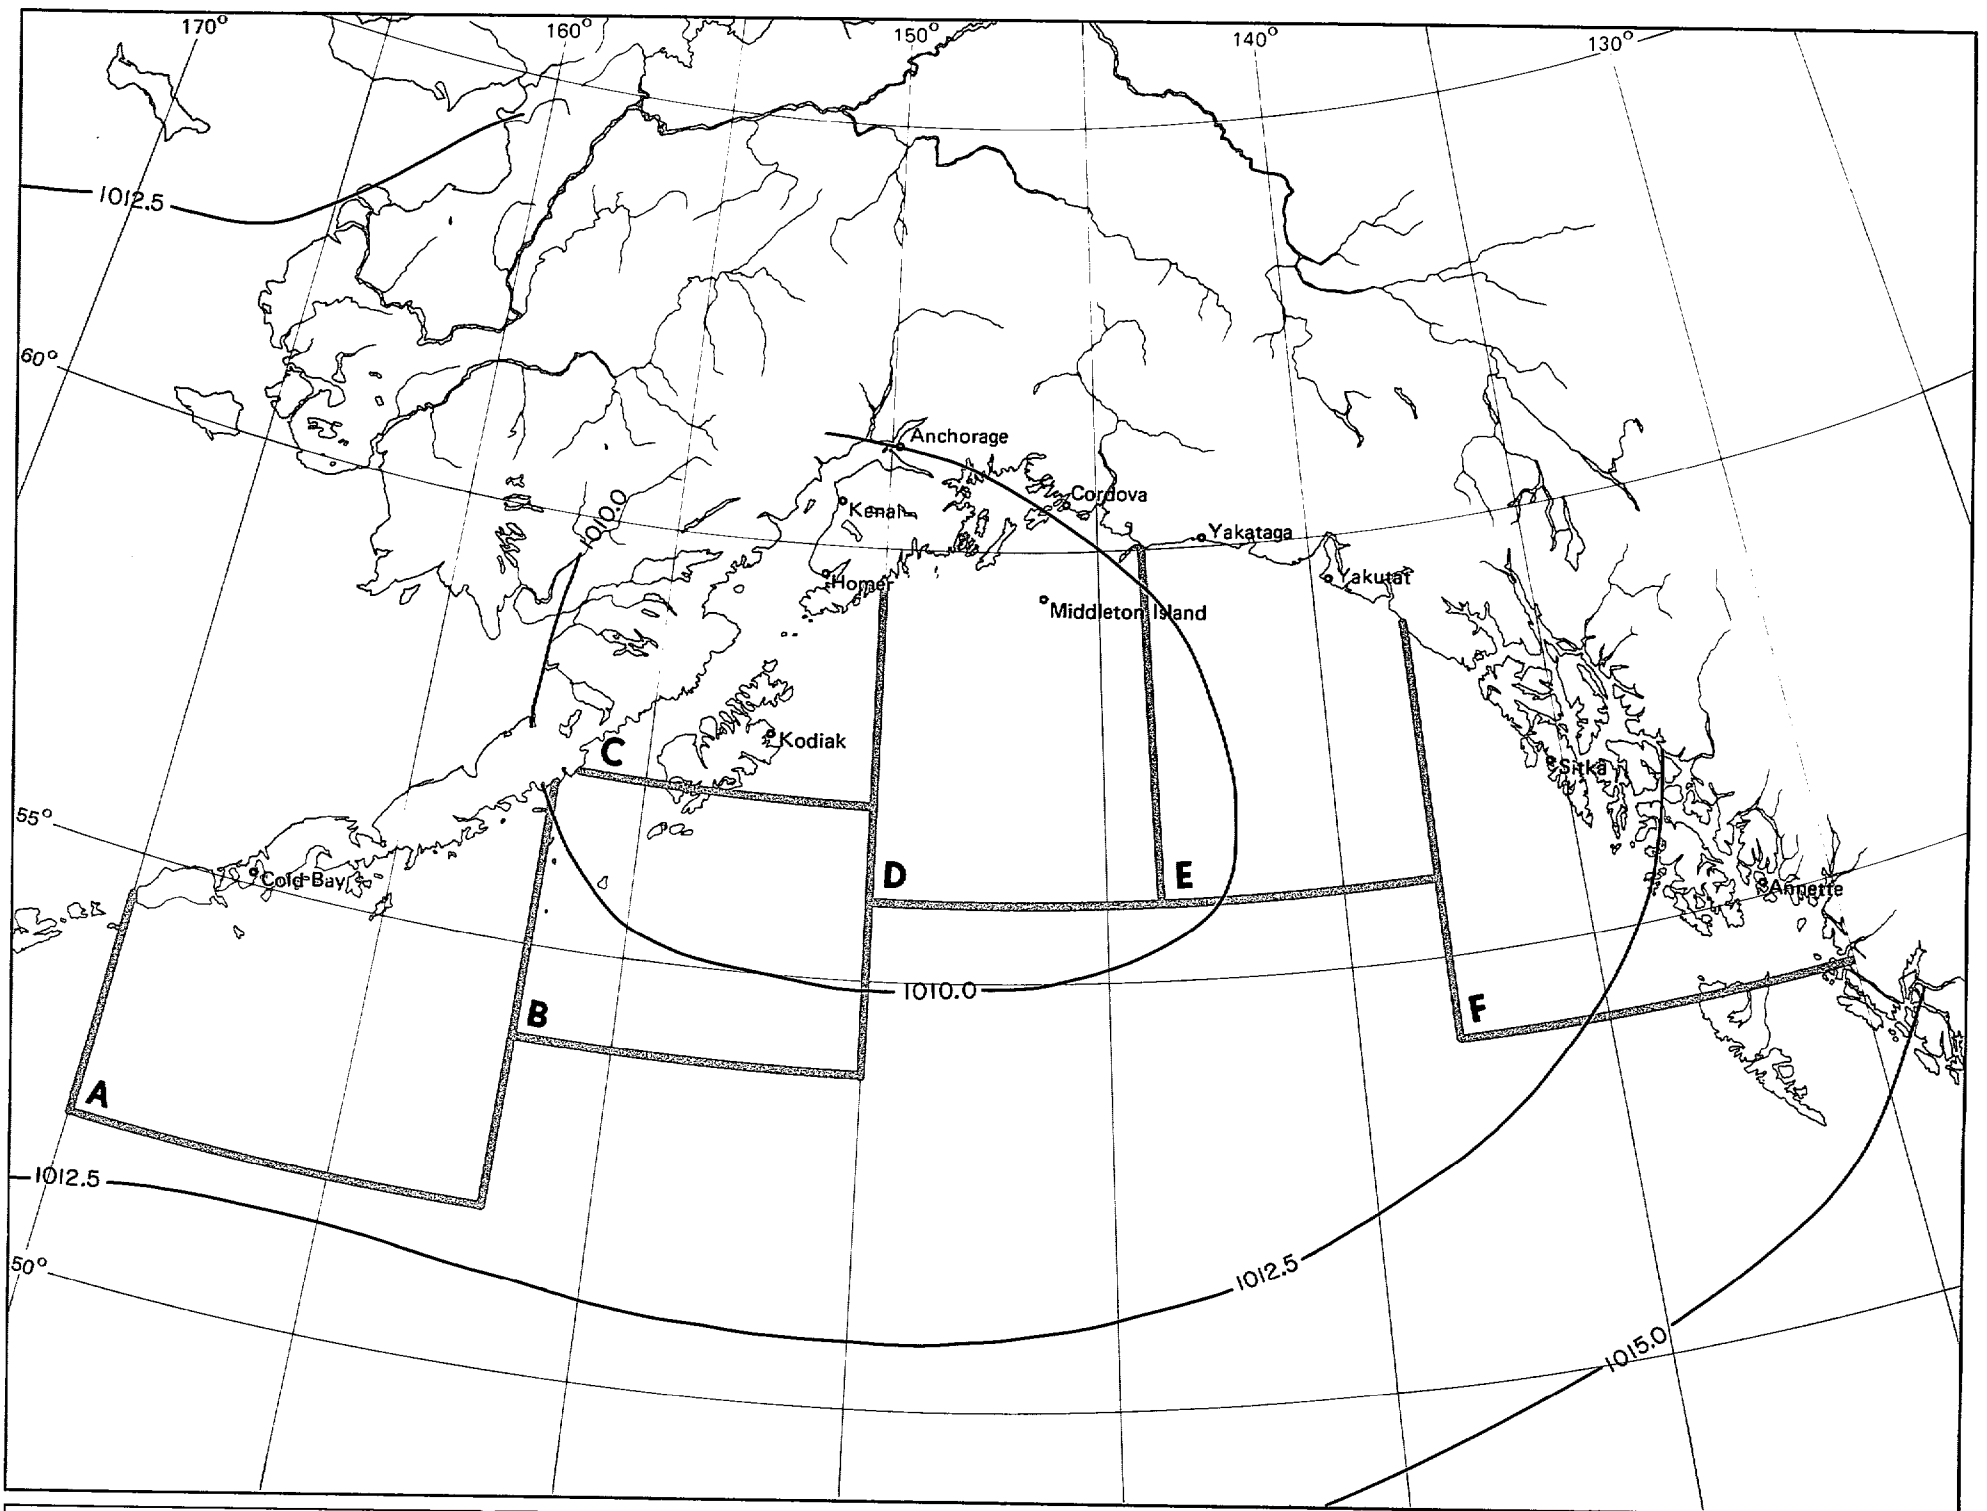 170°
160°
150°
140°
130°
1012.5
60°
Anchorage
Cordova
1010.0
Kenai
Yakataga
Yakutat
Homer
Middleton Island
Kodiak
C
Sitka
55°
Cold Bay
D
E
Annette
1010.0
B
F
A
1012.5
50°
1012.5
1015.0